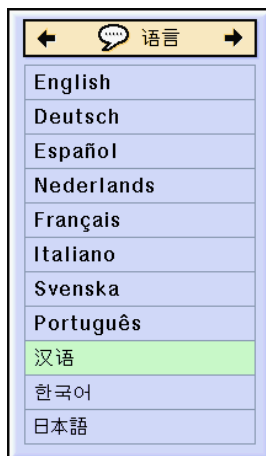 语言
English
Deutsch
Español
Nederlands
Français
Italiano
Svenska
Português
汉语
한국어
日本語